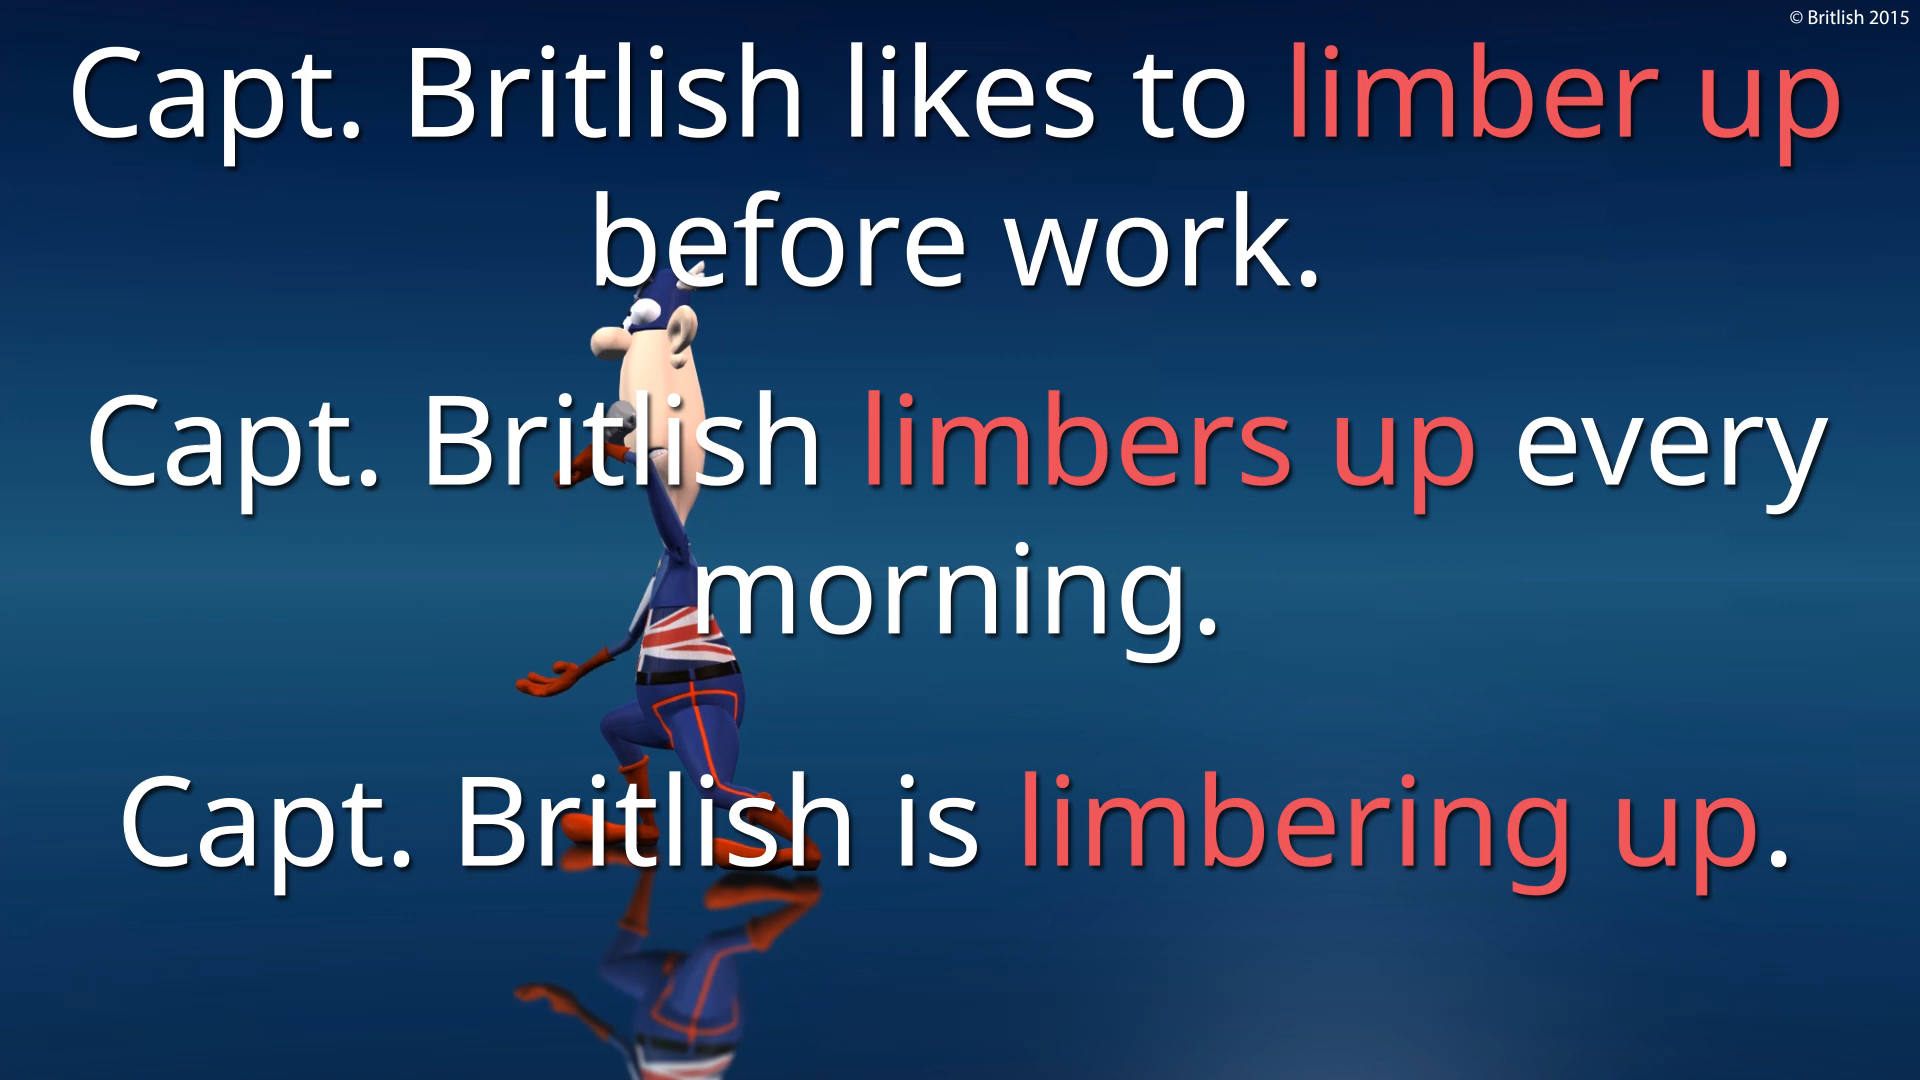 © Britlish 2015
Capt. Britlish likes to limber up
before work.
Capt. Britlish limbers up every
morning.
Capt. Britlish is limbering up.